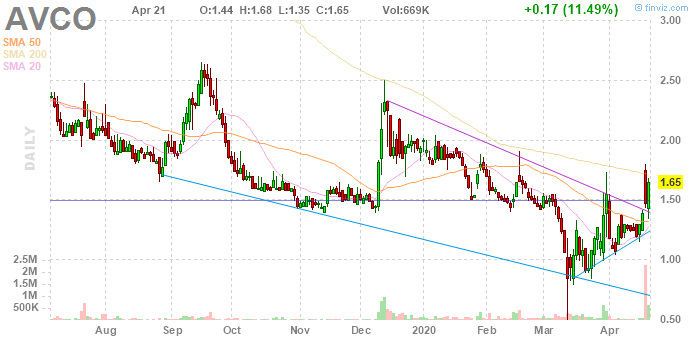 AVCO
Apr 21
O:1.44 H:1.68 L:1.35 C:1.65
Vol:669K
+0.17 (11.49%)
© finviz.com
SMA 50
SMA 200
SMA 20
DAILY
3.00
2.50
2.00
1.65
1.50
1.00
0.50
2.5M
2M
1.5M
1M
500K
Aug
Sep
Oct
Nov
Dec
2020
Feb
Mar
Apr